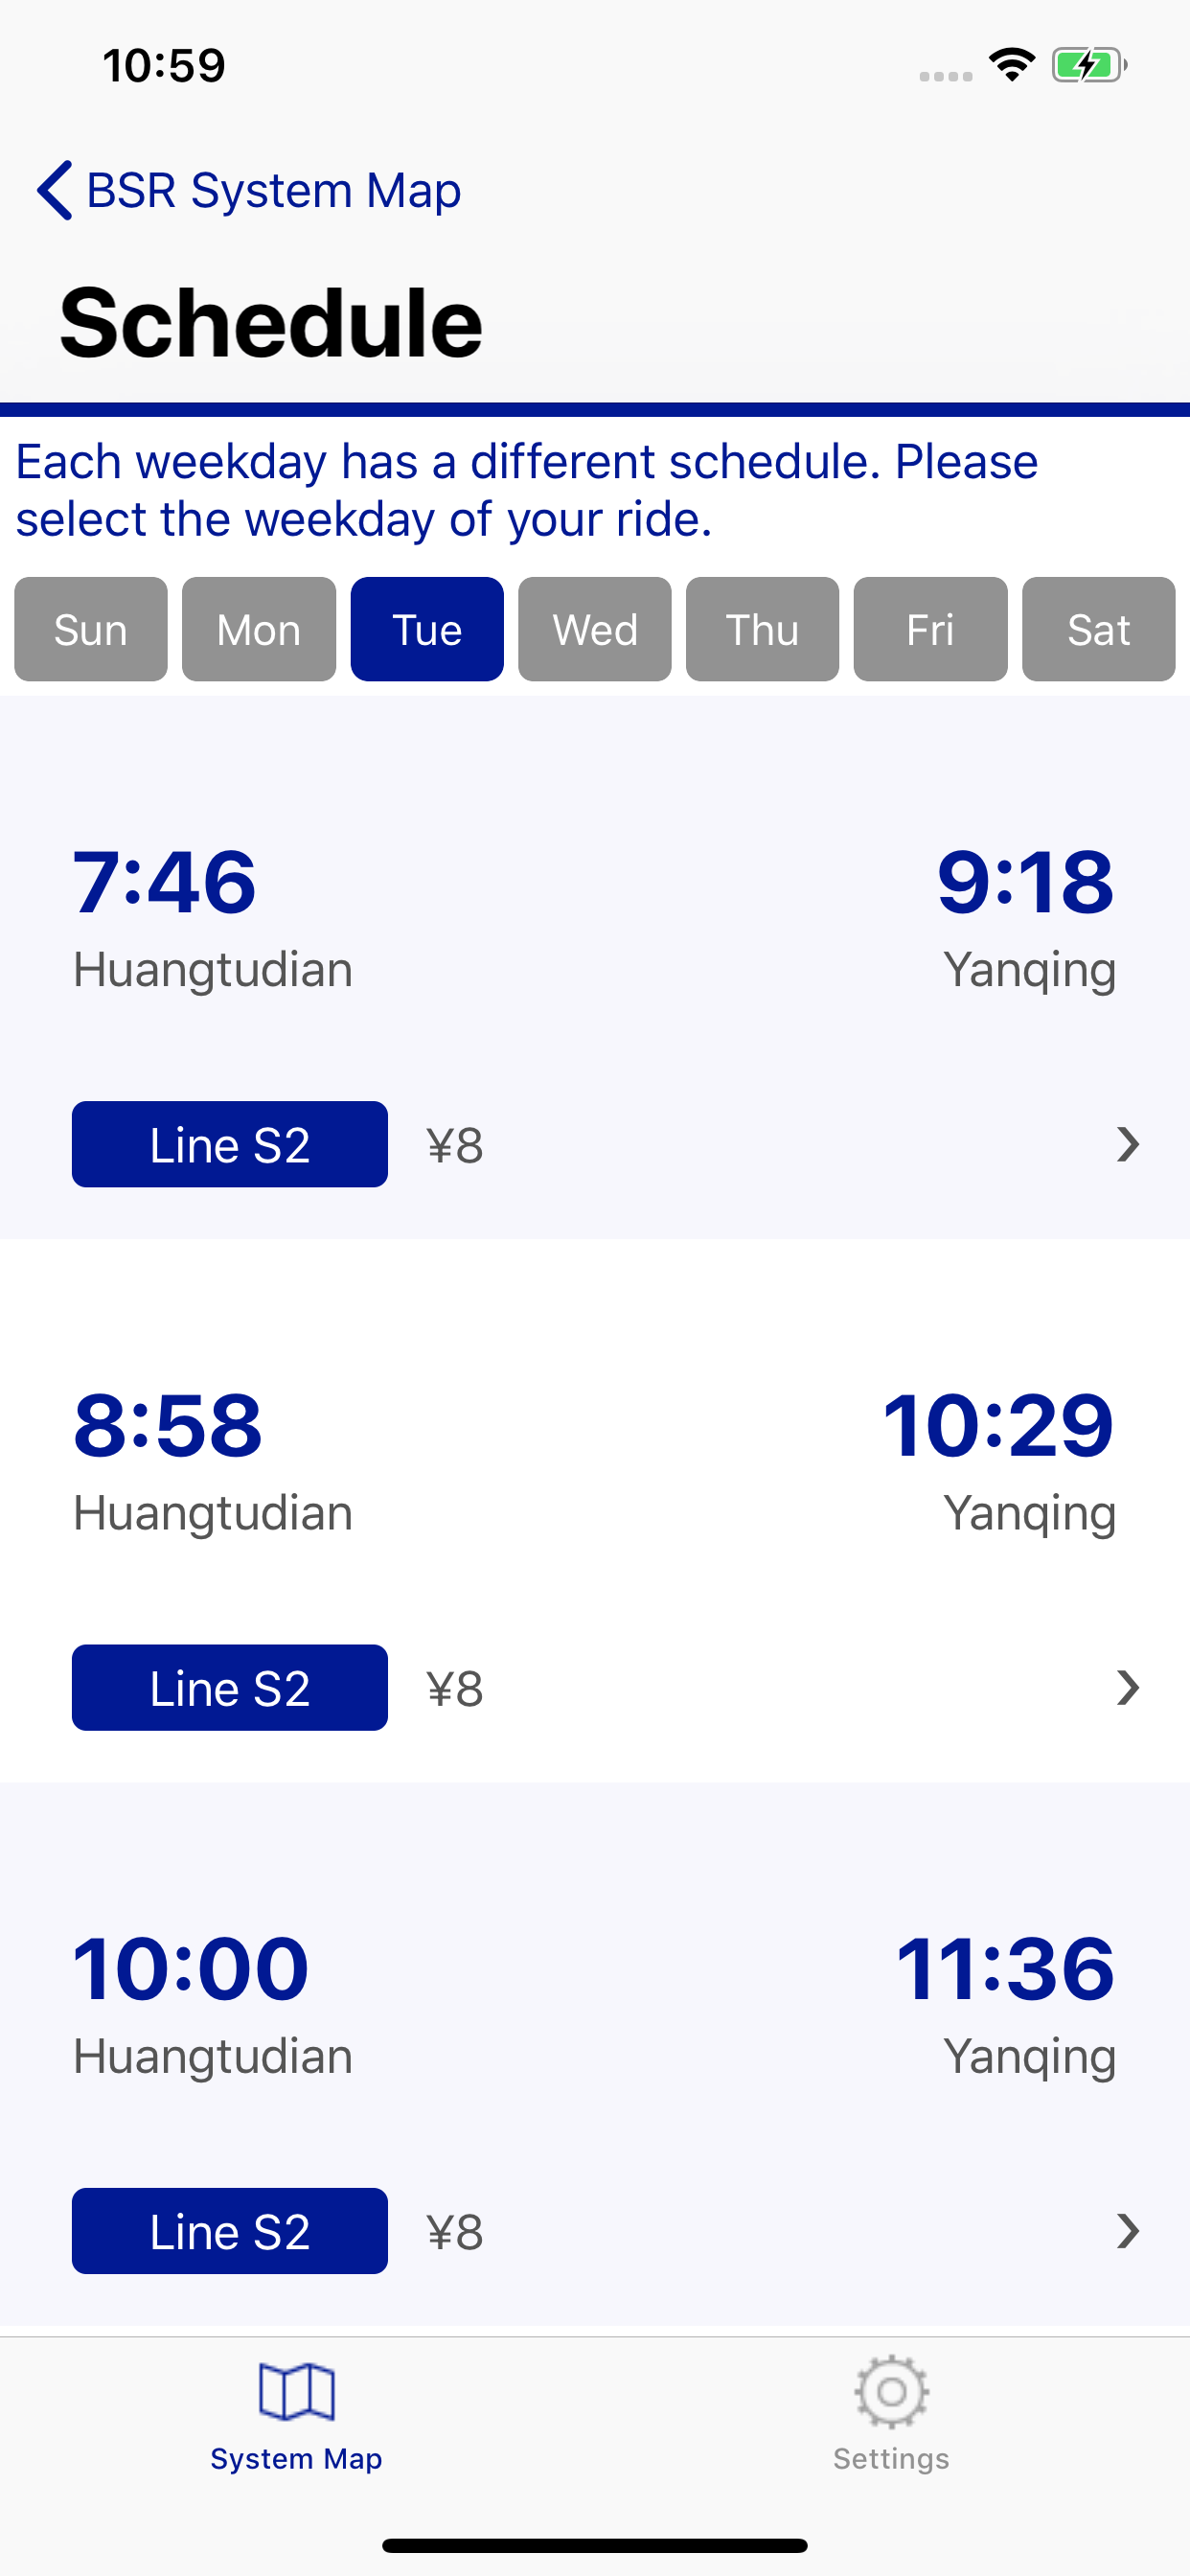 10:59
BSR System Map
Schedule
Each weekday has a different schedule. Please
select the weekday of your ride.
Sun Mon Tue Wed Thu Fri Sat
7:46 9:18
Huangtudian Yanqing
Line S2 ¥8
8:58 10:29
Huangtudian Yanqing
Line S2 ¥8
10:00 11:36
Huangtudian Yanqing
Line S2 ¥8
System Map Settings